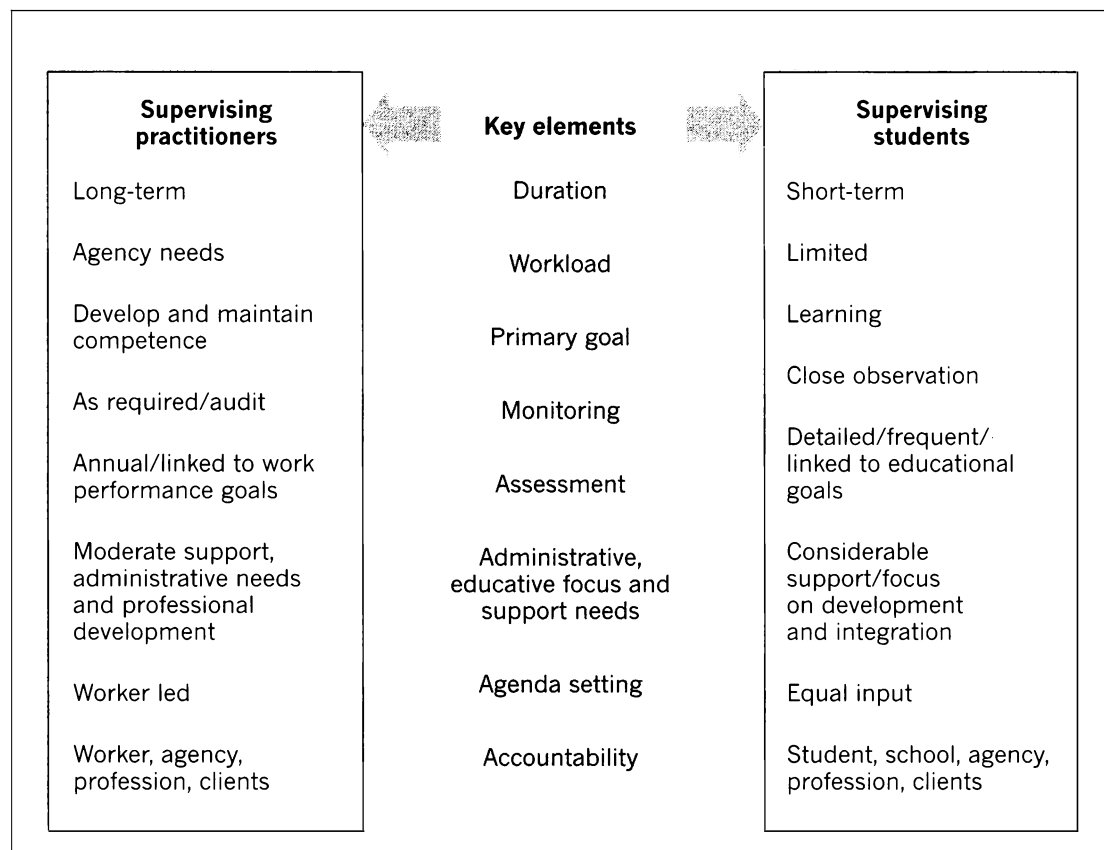 Supervising
practitioners
Long-term
Agency needs
Develop and maintain
competence
As required/audit
Annual/linked to work
performance goals
Moderate support,
administrative needs
and professional
development
Worker led
Worker, agency,
profession, clients
Key elements
Duration
Workload
Primary goal
Monitoring
Assessment
Administrative,
educative focus and
support needs
Agenda setting
Accountability
Supervising
students
Short-term
Limited
Learning
Close observation
Detailed/frequent/
linked to educational
goals
Considerable
support/focus
on development
and integration
Equal input
Student, school, agency,
profession, clients